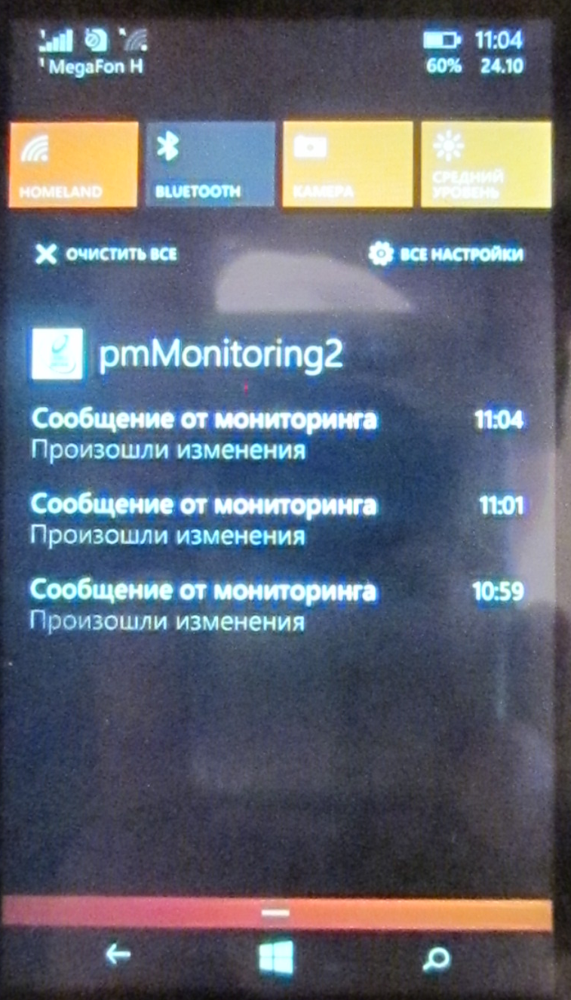 11:04
¹ MegaFon H
60% 24.10
HOMELAND
BLUETOOTH
КАМЕРА
СРЕДНИЙ
УРОВЕНЬ
ОЧИСТИТЬ ВСЕ
ВСЕ НАСТРОЙКИ
pmMonitoring2
Сообщение от мониторинга 11:04
Произошли изменения
Сообщение от мониторинга 11:01
Произошли изменения
Сообщение от мониторинга 10:59
Произошли изменения